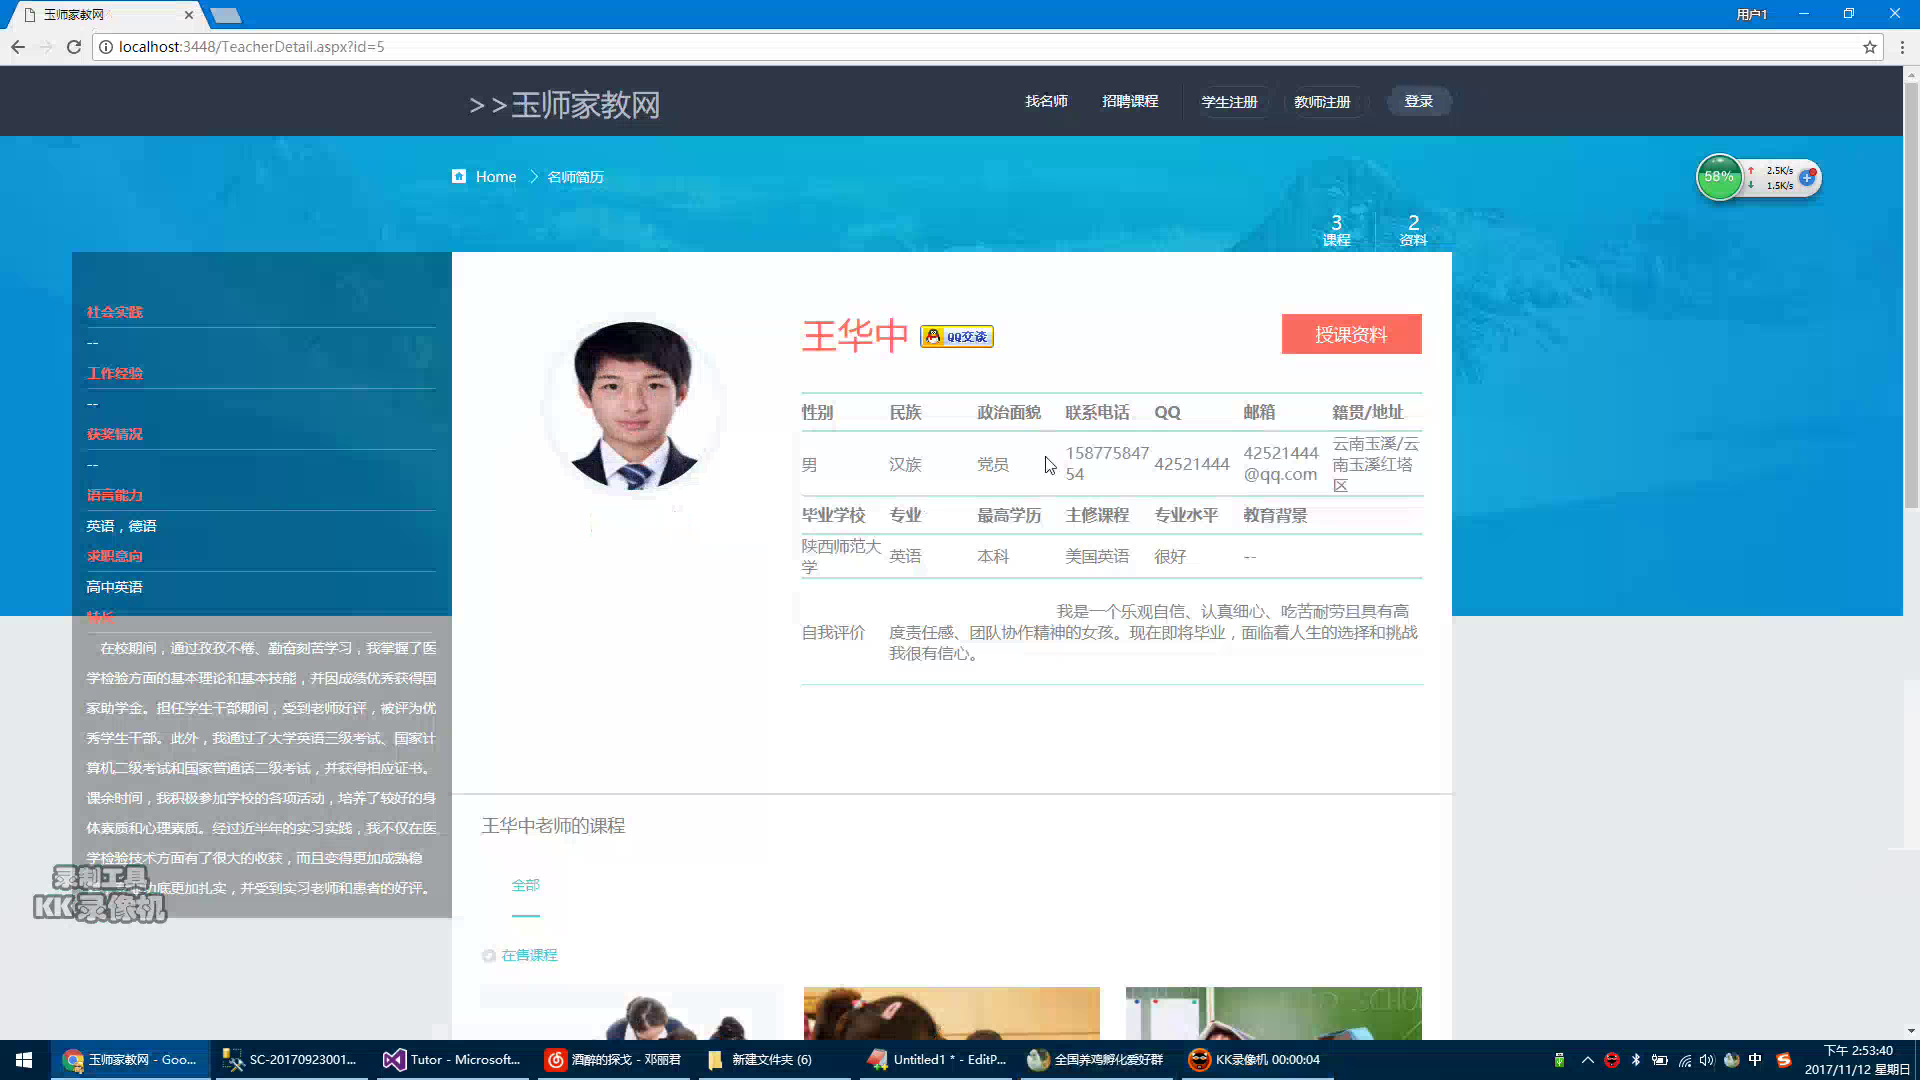 玉师家教网
用户1
localhost:3448/TeacherDetail.aspx?id=5
>>玉师家教网
找名师
招聘课程
学生注册
教师注册
登录
Home
名师简历
58%
2.5K/s
1.5K/s
3
课程
2
资料
社会实践
--
工作经验
--
获奖情况
--
语言能力
英语，德语
求职意向
高中英语
特长
在校期间，通过孜孜不倦、勤奋刻苦学习，我掌握了医
学检验方面的基本理论和基本技能，并因成绩优秀获得国
家助学金。担任学生干部期间，受到老师好评，被评为优
秀学生干部。此外，我通过了大学英语三级考试、国家计
算机二级考试和国家普通话二级考试，并获得相应证书。
课余时间，我积极参加学校的各项活动，培养了较好的身
体素质和心理素质。经过近半年的实习实践，我不仅在医
学检验技术方面有了很大的收获，而且变得更加成熟稳
功底更加扎实，并受到实习老师和患者的好评。
录制工具
KK录像机
王华中
QQ交谈
授课资料
性别 民族 政治面貌 联系电话 QQ 邮箱 籍贯/地址
男 汉族 党员 15877584754 42521444 42521444@qq.com 云南玉溪/云南玉溪红塔区
毕业学校 专业 最高学历 主修课程 专业水平 教育背景
陕西师范大学 英语 本科 美国英语 很好 --
自我评价
我是一个乐观自信、认真细心、吃苦耐劳且具有高
度责任感、团队协作精神的女孩。现在即将毕业，面临着人生的选择和挑战
我很有信心。
王华中老师的课程
全部
在售课程
玉师家教网 - Goo...
SC-20170923001...
Tutor - Microsoft...
酒醉的探戈 - 邓丽君
新建文件夹 (6)
Untitled1 * - EditP...
全国养鸡孵化爱好群
KK录像机 00:00:04
中
下午 2:53:40
2017/11/12 星期日